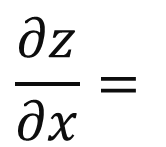 ∂z/∂x =